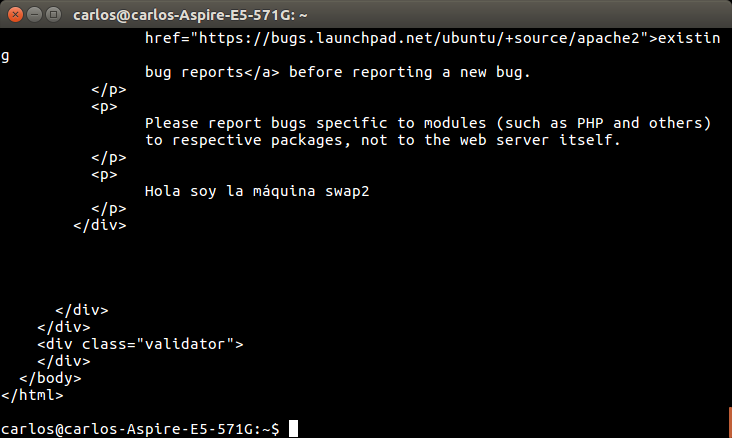 carlos@carlos-Aspire-E5-571G: ~
href="https://bugs.launchpad.net/ubuntu/+source/apache2">existin
g
bug reports</a> before reporting a new bug.
</p>
<p>
Please report bugs specific to modules (such as PHP and others)
to respective packages, not to the web server itself.
</p>
<p>
Hola soy la máquina swap2
</p>
</div>
</div>
</div>
<div class="validator">
</div>
</body>
</html>
carlos@carlos-Aspire-E5-571G:~$